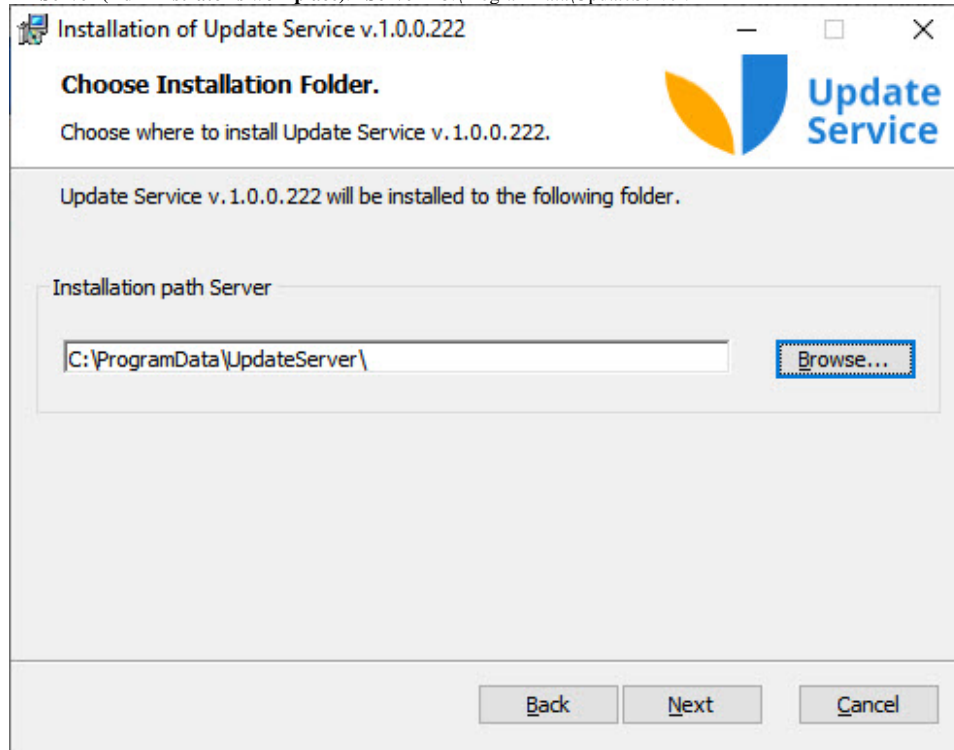 Installation of Update Service v.1.0.0.222
Choose Installation Folder.
Choose where to install Update Service v.1.0.0.222.
Update
Service
Update Service v.1.0.0.222 will be installed to the following folder.
Installation path Server
C:\ProgramData\UpdateServer\
Browse...
Back
Next
Cancel